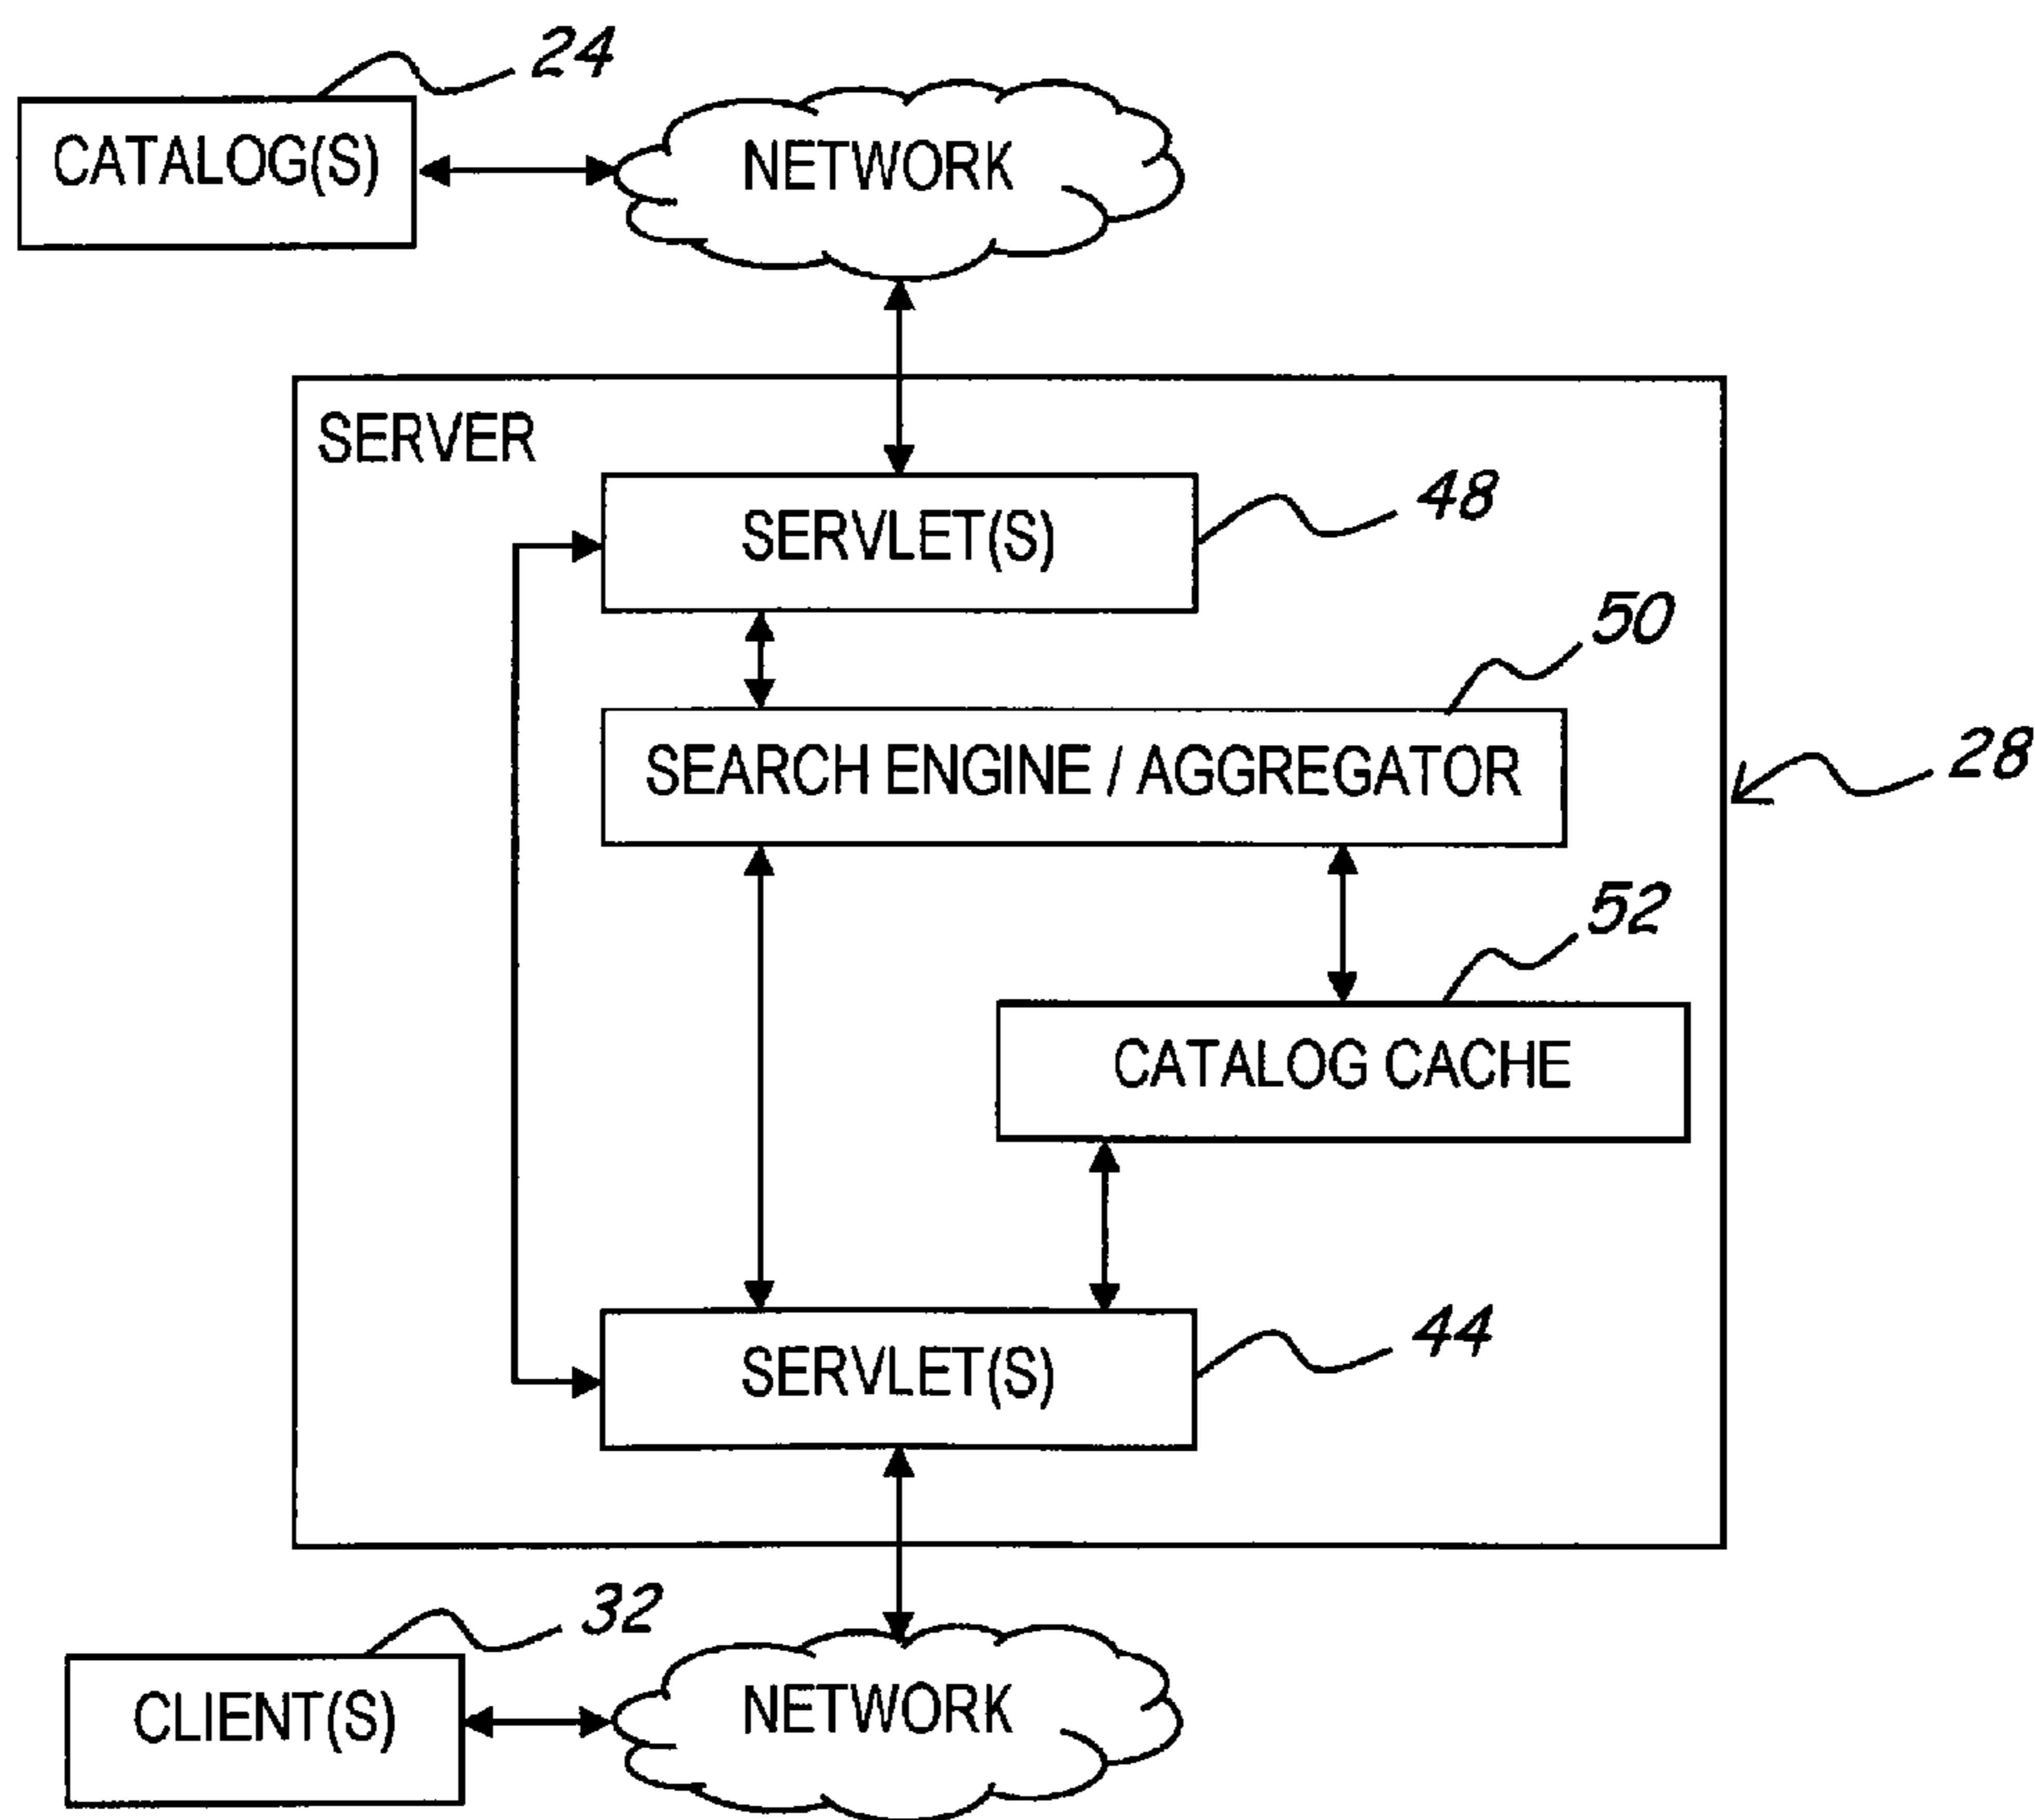 24
CATALOG(S)
NETWORK
SERVER
SERVLET(S)
48
50
SEARCH ENGINE / AGGREGATOR
28
52
CATALOG CACHE
44
SERVLET(S)
32
CLIENT(S)
NETWORK